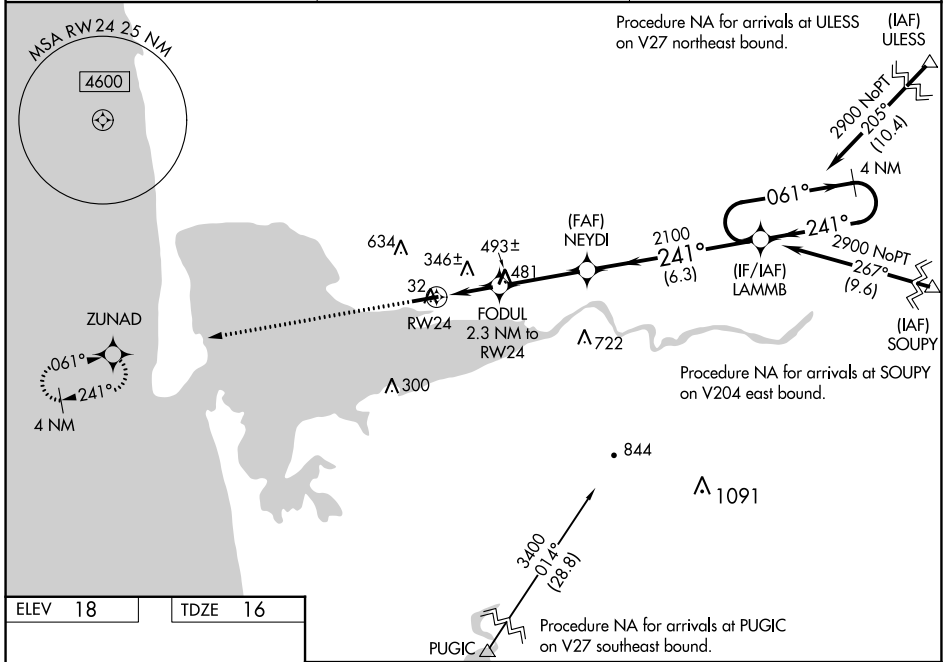 MSA RW24 25 NM
4600
Procedure NA for arrivals at ULESS
on V27 northeast bound.
(IAF)
ULESS
2900 NoPT
205°
(10.4)
4 NM
061°
241°
2900 NoPT
267°
(9.6)
(IAF)
SOUPY
(IF/IAF)
LAMMB
2100
241°
(6.3)
(FAF)
NEYDI
634
346±
493±
481
32
RW24
FODUL
2.3 NM to
RW24
722
300
ZUNAD
061°
241°
4 NM
Procedure NA for arrivals at SOUPY
on V204 east bound.
844
1091
3400
014°
(28.8)
PUGIC
Procedure NA for arrivals at PUGIC
on V27 southeast bound.
ELEV 18
TDZE 16